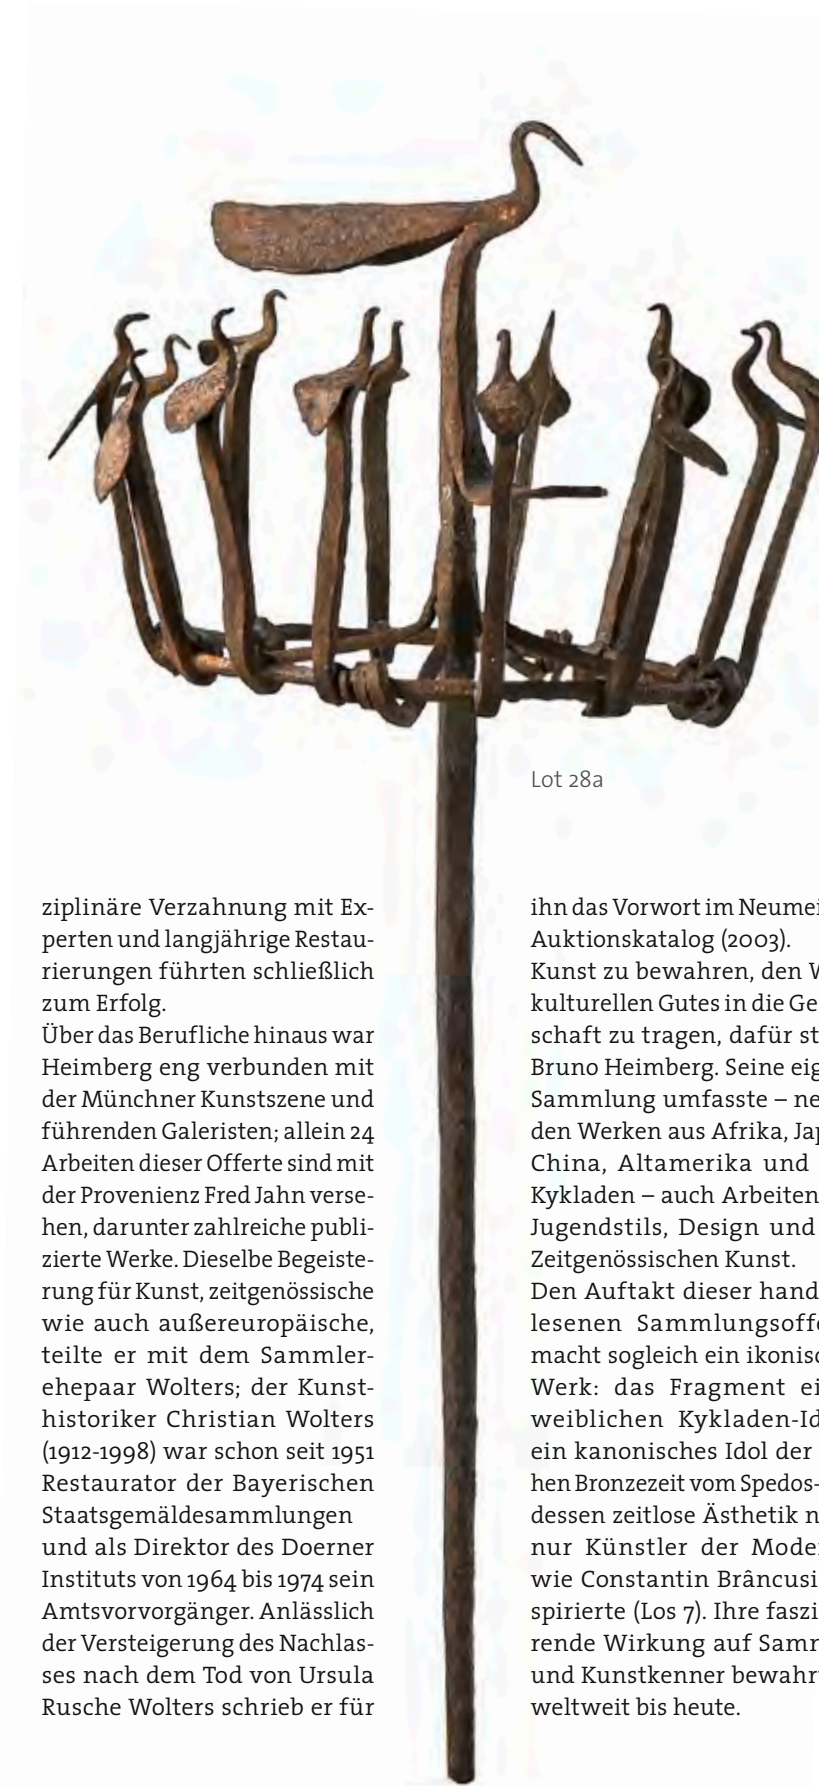 Lot 28a
ziplinäre Verzahnung mit Ex-
perten und langjährige Restau-
rierungen führten schließlich
zum Erfolg.
Über das Berufliche hinaus war
Heimberg eng verbunden mit
der Münchner Kunstszene und
führenden Galeristen; allein 24
Arbeiten dieser Offerte sind mit
der Provenienz Fred Jahn verse-
hen, darunter zahlreiche publi-
zierte Werke. Dieselbe Begeiste-
rung für Kunst, zeitgenössische
wie auch außereuropäische,
teilte er mit dem Sammler-
ehepaar Wolters; der Kunst-
historiker Christian Wolters
(1912-1998) war schon seit 1951
Restaurator der Bayerischen
Staatsgemäldesammlungen
und als Direktor des Doerner
Instituts von 1964 bis 1974 sein
Amtsvorvorgänger. Anlässlich
der Versteigerung des Nachlas-
ses nach dem Tod von Ursula
Rusche Wolters schrieb er für
ihn das Vorwort im Neumei
Auktionskatalog (2003).
Kunst zu bewahren, den W
kulturellen Gutes in die Ge
schaft zu tragen, dafür st
Bruno Heimberg. Seine eig
Sammlung umfasste – ne
den Werken aus Afrika, Jap
China, Altamerika und
Kykladen – auch Arbeiten
Jugendstils, Design und
Zeitgenössischen Kunst.
Den Auftakt dieser hand
lesenen Sammlungsoffe
macht sogleich ein ikonisc
Werk: das Fragment ei
weiblichen Kykladen-Id
ein kanonisches Idol der
hen Bronzezeit vom Spedos-
dessen zeitlose Ästhetik n
nur Künstler der Moder
wie Constantin Brâncusi
spirierte (Los 7). Ihre faszi
rende Wirkung auf Samm
und Kunstkenner bewahr
weltweit bis heute.